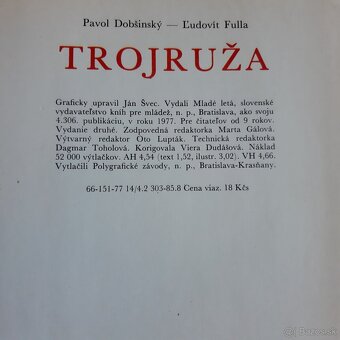 Pavol Dobšinský — Ľudovít Fulla
TROJRUŽA
Graficky upravil Ján Švec. Vydali Mladé letá, slovenské
vydavateľstvo kníh pre mládež, n. p., Bratislava, ako svoju
4.306. publikáciu, v roku 1977. Pre čitateľov od 9 rokov.
Vydanie druhé. Zodpovedná redaktorka Marta Gálová.
Výtvarný redaktor Oto Lupták. Technická redaktorka
Dagmar Toholová. Korigovala Viera Dudášová. Náklad
52 000 výtlačkov. AH 4,54 (text 1,52, ilustr. 3,02). VH 4,66.
Vytlačili Polygrafické závody, n. p., Bratislava-Krasňany.
66-151-77 14/4.2 303-85.8 Cena viaz. 18 Kčs